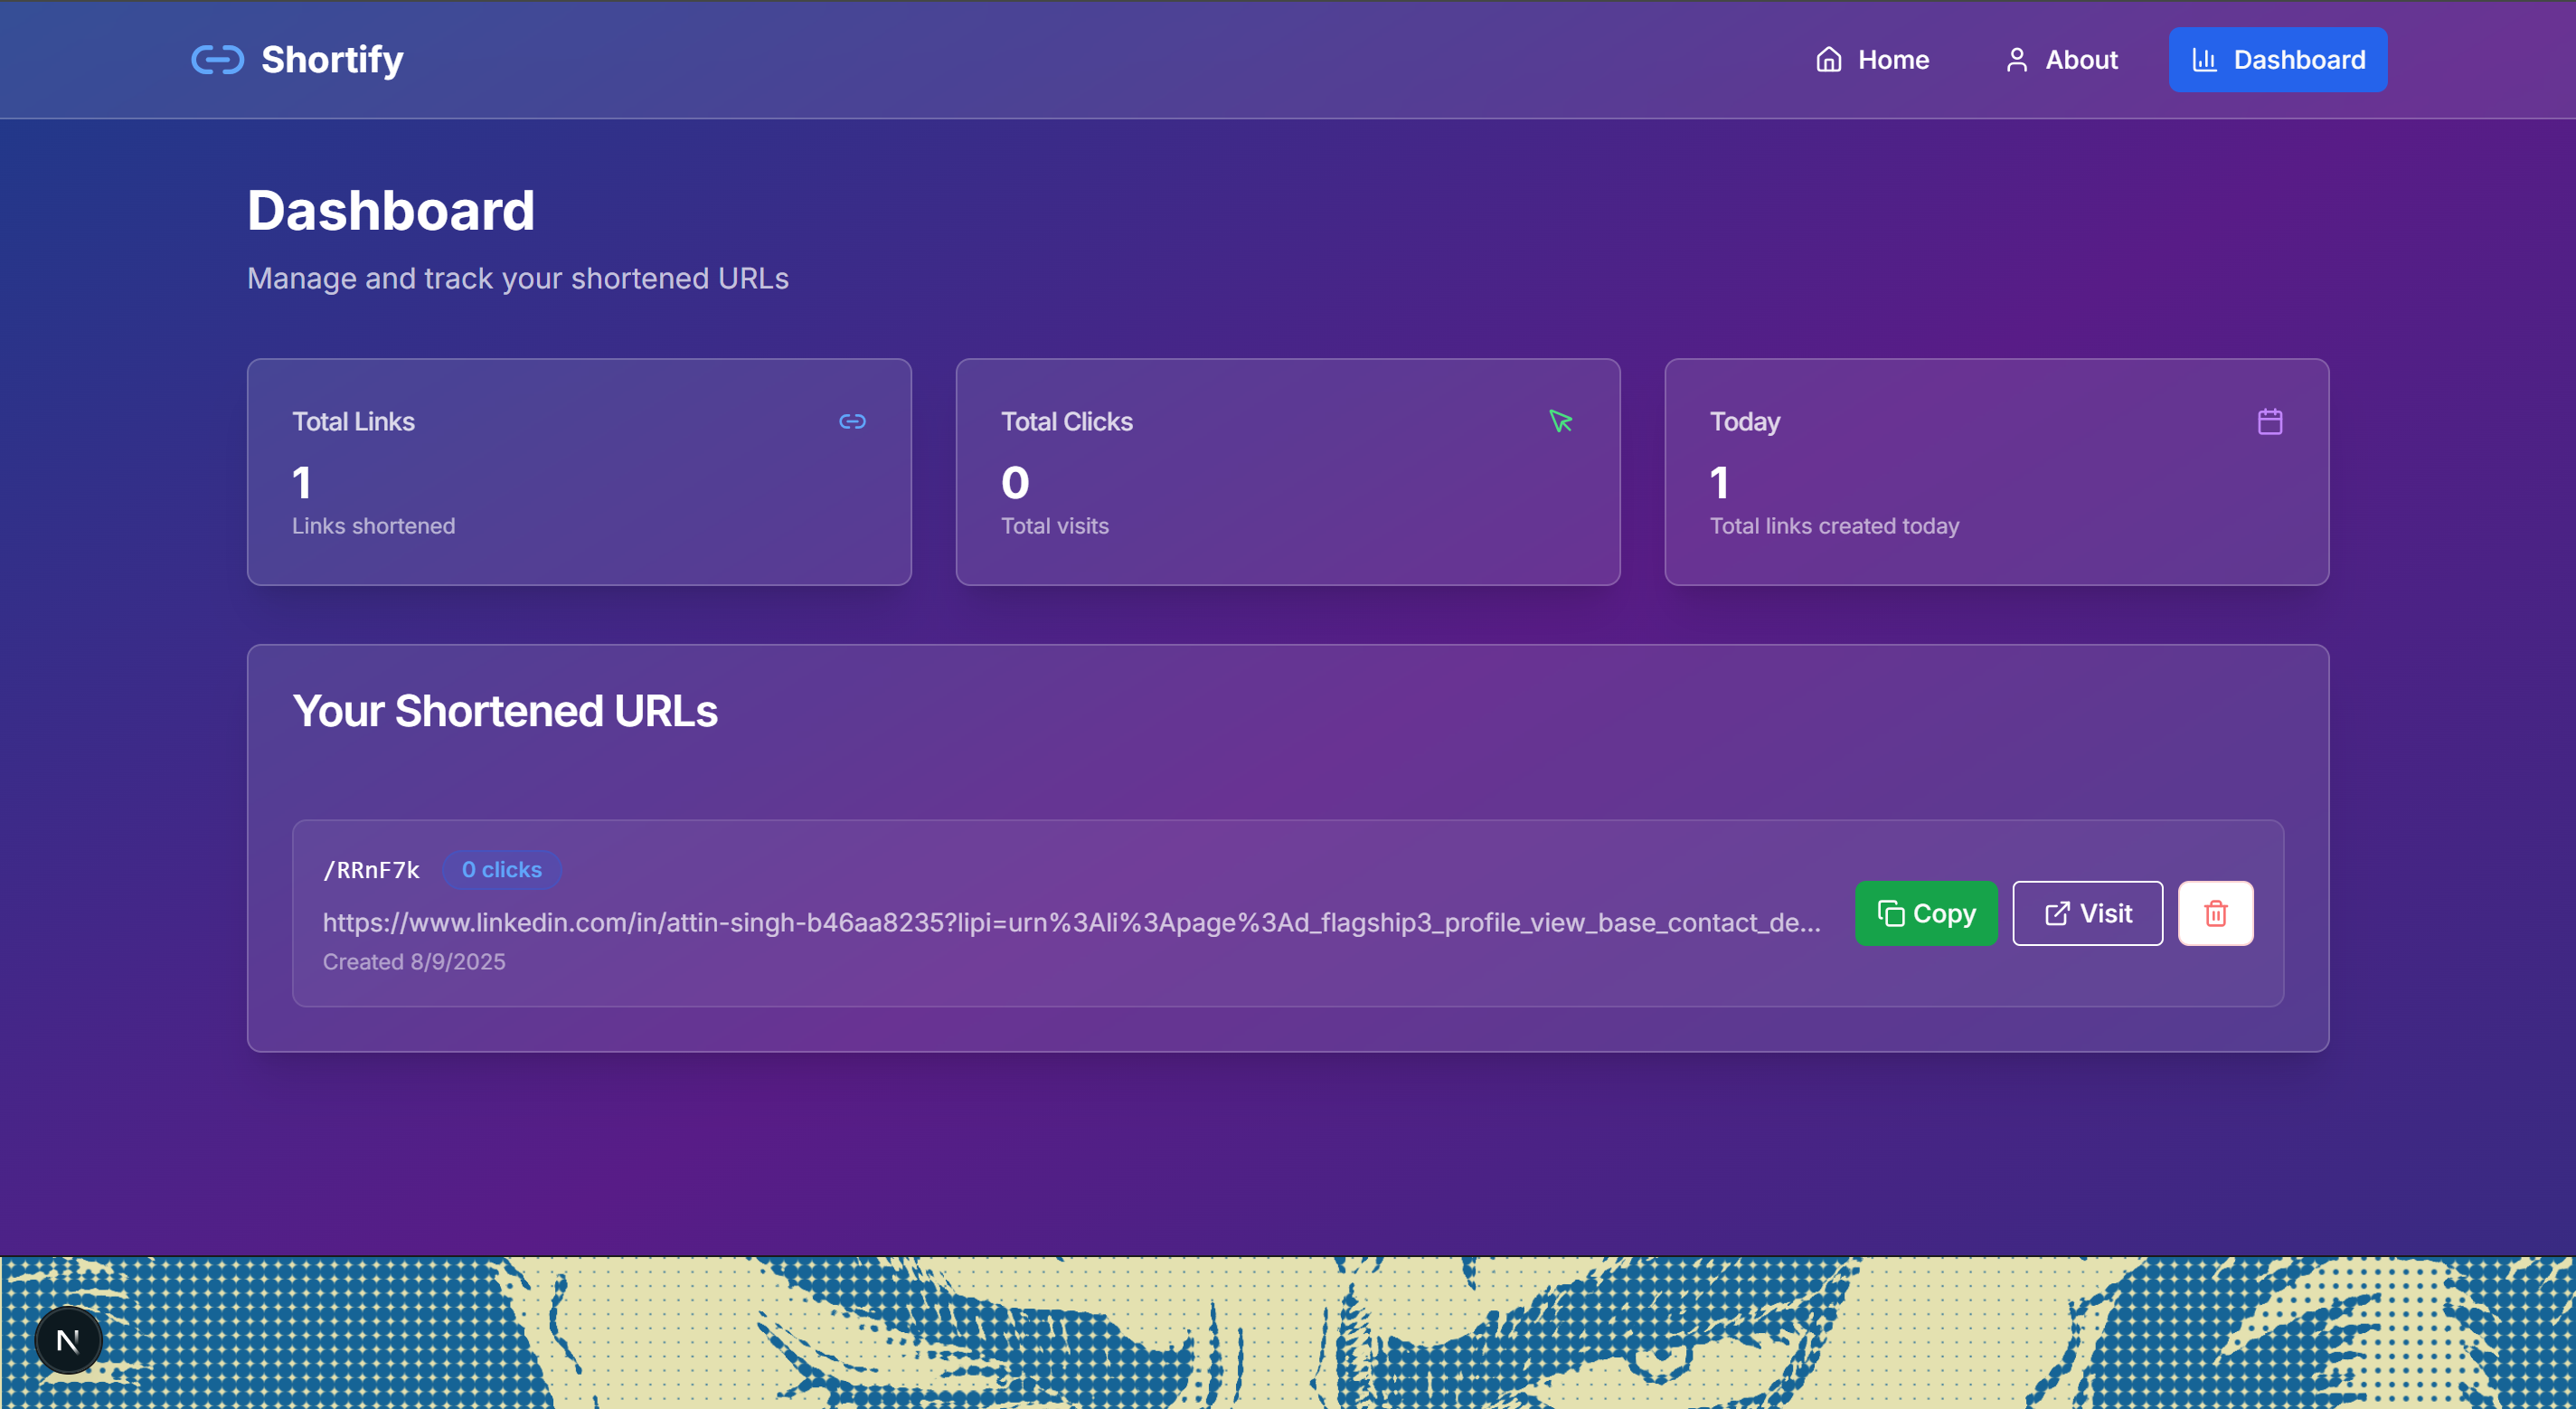 Shortify
Home
About
Dashboard
Dashboard
Manage and track your shortened URLs
Total Links
1
Links shortened
Total Clicks
0
Total visits
Today
1
Total links created today
Your Shortened URLs
/RRnF7k
0 clicks
https://www.linkedin.com/in/attin-singh-b46aa8235?lipi=urn%3Ali%3Apage%3Ad_flagship3_profile_view_base_contact_de...
Created 8/9/2025
Copy
Visit
N